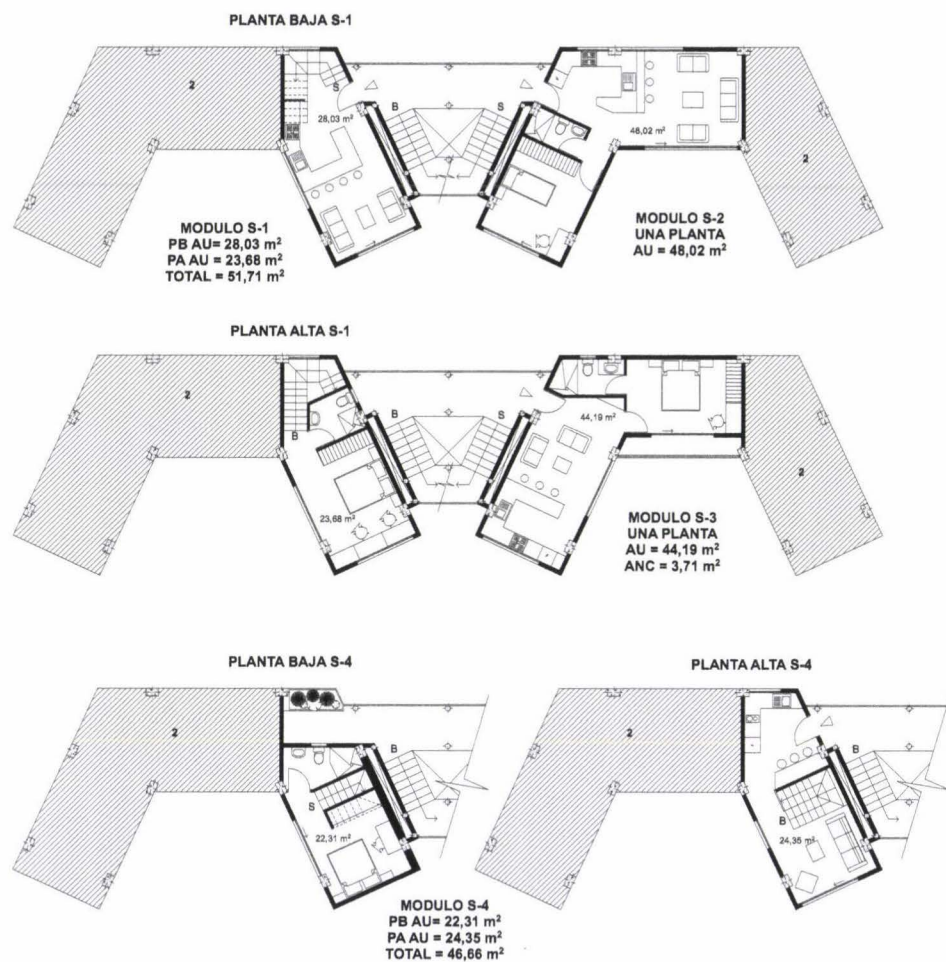 PLANTA BAJA S-1
2
S
28,03 m²
B
S
48,02 m²
2
MODULO S-1
PB AU= 28,03 m²
PA AU = 23,68 m²
TOTAL = 51,71 m²
MODULO S-2
UNA PLANTA
AU = 48,02 m²
PLANTA ALTA S-1
2
B
23,68 m²
B
S
44,19 m²
2
MODULO S-3
UNA PLANTA
AU = 44,19 m²
ANC = 3,71 m²
PLANTA BAJA S-4
2
S
B
22,31 m²
MODULO S-4
PB AU= 22,31 m²
PA AU = 24,35 m²
TOTAL = 46,66 m²
PLANTA ALTA S-4
2
B
B
24,35 m²